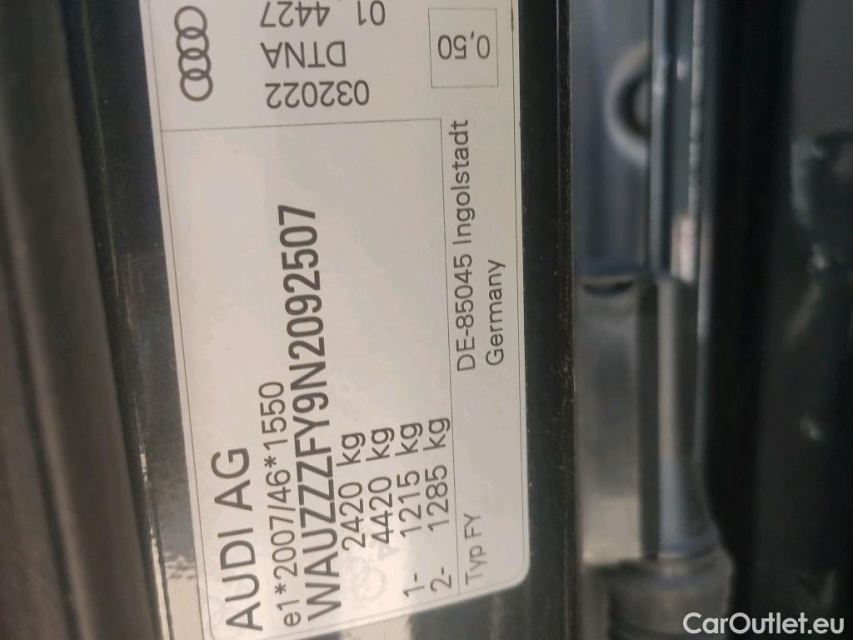 AUDI AG
e1*2007/46*1550
WAUZZZFY9N2092507
2420 kg
4420 kg
1- 1215 kg
2- 1285 kg
Typ FY
DE-85045 Ingolstadt
Germany
032022
DTNA
4427
01
0,50
CarOutlet.eu